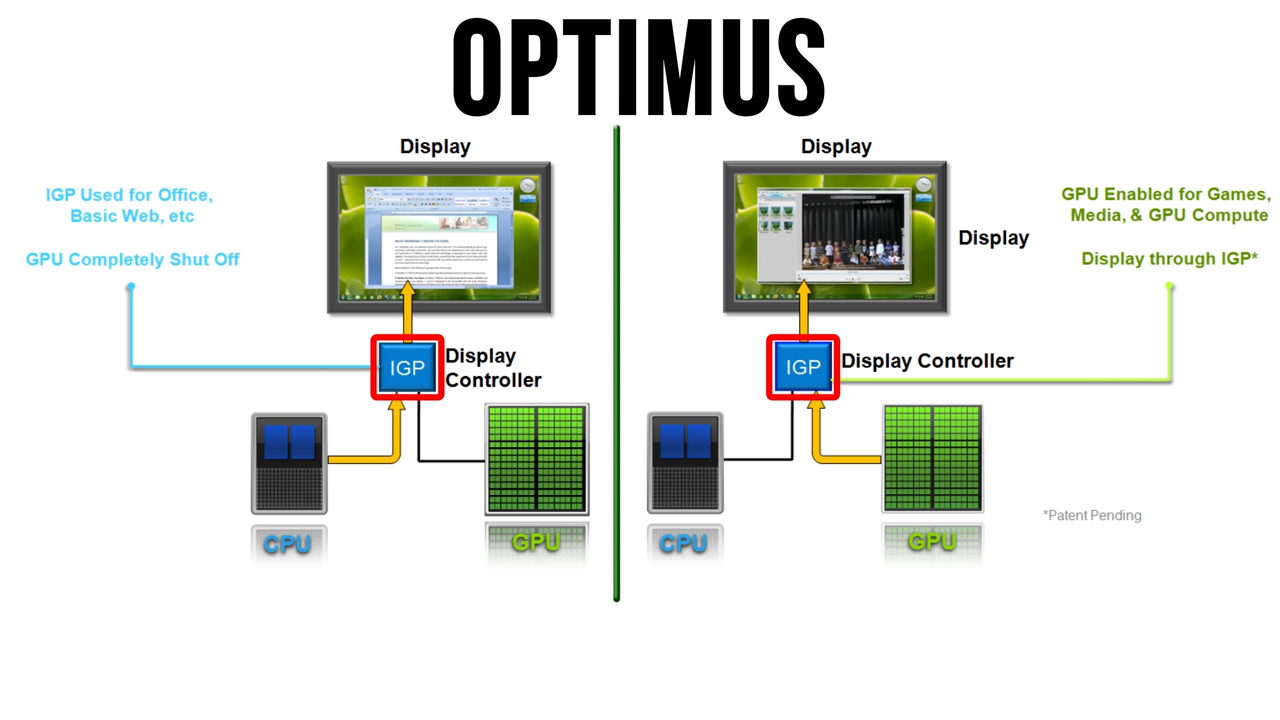 OPTIMUS
Display
IGP Used for Office,
Basic Web, etc
GPU Completely Shut Off
IGP
Display
Controller
CPU
GPU
Display
GPU Enabled for Games,
Media, & GPU Compute
Display
Display through IGP*
IGP
Display Controller
*Patent Pending
CPU
GPU